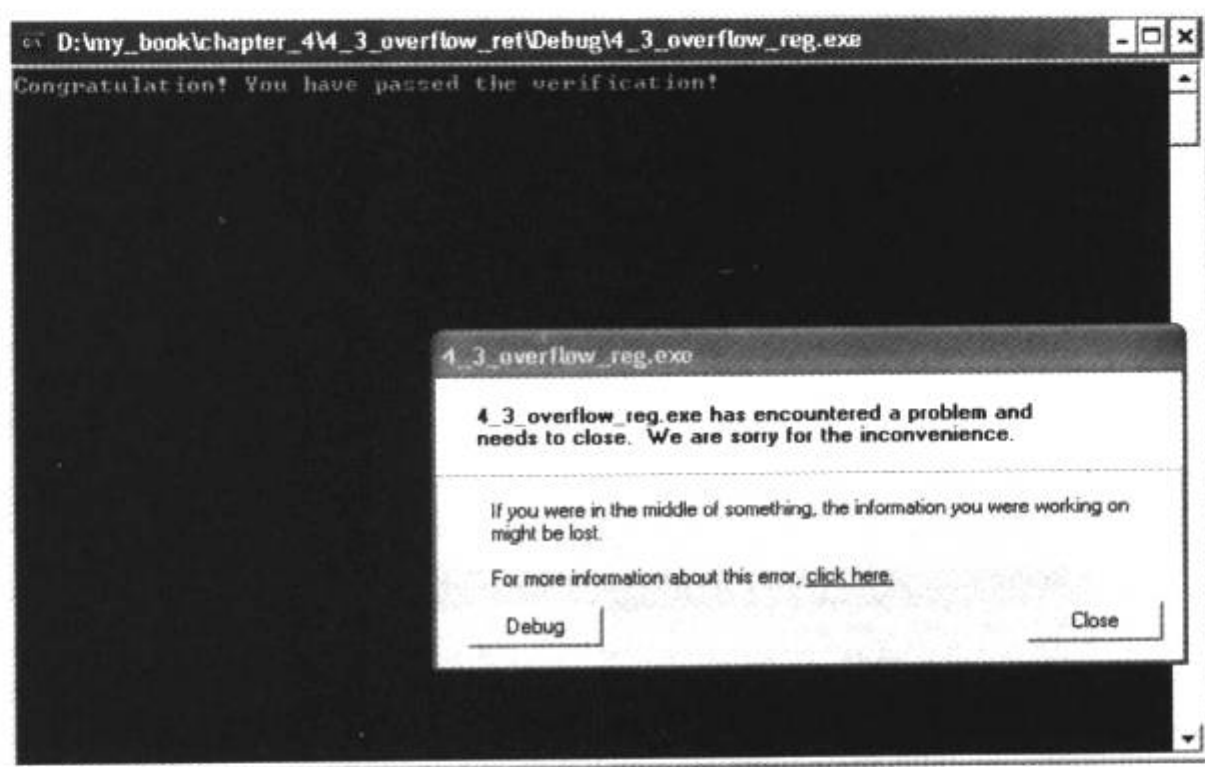 D:\my_book\chapter_4\4_3_overflow_ret\Debug\4_3_overflow_reg.exe
Congratulation! You have passed the verification!
4_3_overflow_reg.exe
4_3_overflow_reg.exe has encountered a problem and
needs to close. We are sorry for the inconvenience.
If you were in the middle of something, the information you were working on
might be lost.
For more information about this error, click here.
Debug
Close